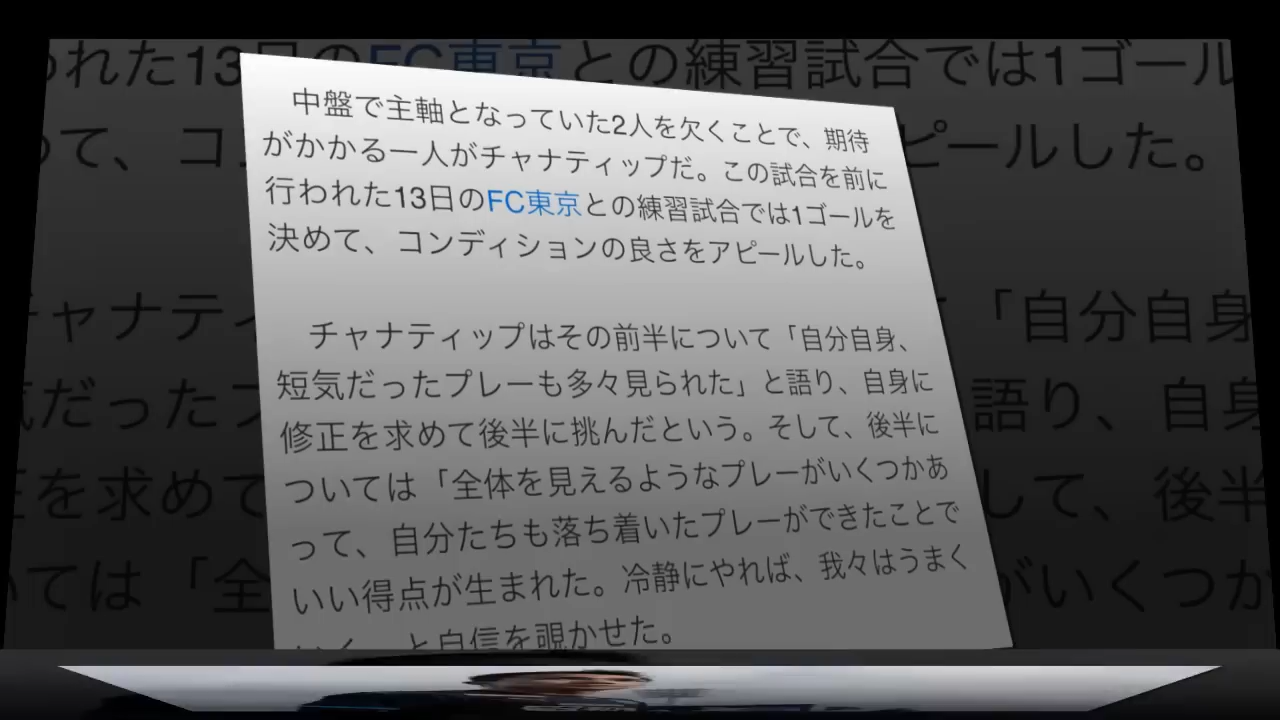 中盤で主軸となっていた2人を欠くことで、期待
がかかる一人がチャナティップだ。この試合を前に
行われた13日のFC東京との練習試合では1ゴールを
決めて、コンディションの良さをアピールした。
チャナティップはその前半について「自分自身、
短気だったプレーも多々見られた」と語り、自身に
修正を求めて後半に挑んだという。そして、後半に
ついては「全体を見えるようなプレーがいくつかあ
って、自分たちも落ち着いたプレーができたことで
いい得点が生まれた。冷静にやれば、我々はうまく
と自信を覗かせた。